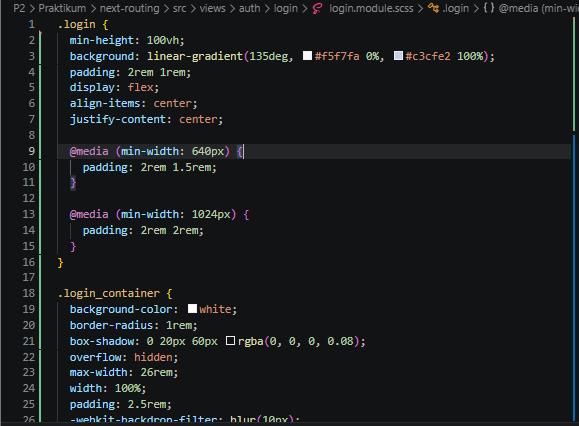 P2 > Praktikum > next-routing > src > views > auth > login > login.module.scss > .login > {} @media (min-width: 640px)
1 .login {
2 min-height: 100vh;
3 background: linear-gradient(135deg, #f5f7fa 0%, #c3cfe2 100%);
4 padding: 2rem 1rem;
5 display: flex;
6 align-items: center;
7 justify-content: center;
8
9 @media (min-width: 640px) {
10 padding: 2rem 1.5rem;
11 }
12
13 @media (min-width: 1024px) {
14 padding: 2rem 2rem;
15 }
16 }
17
18 .login_container {
19 background-color: white;
20 border-radius: 1rem;
21 box-shadow: 0 20px 60px rgba(0, 0, 0, 0.08);
22 overflow: hidden;
23 max-width: 26rem;
24 width: 100%;
25 padding: 2.5rem;
26 -webkit-backdrop-filter: blur(10px);